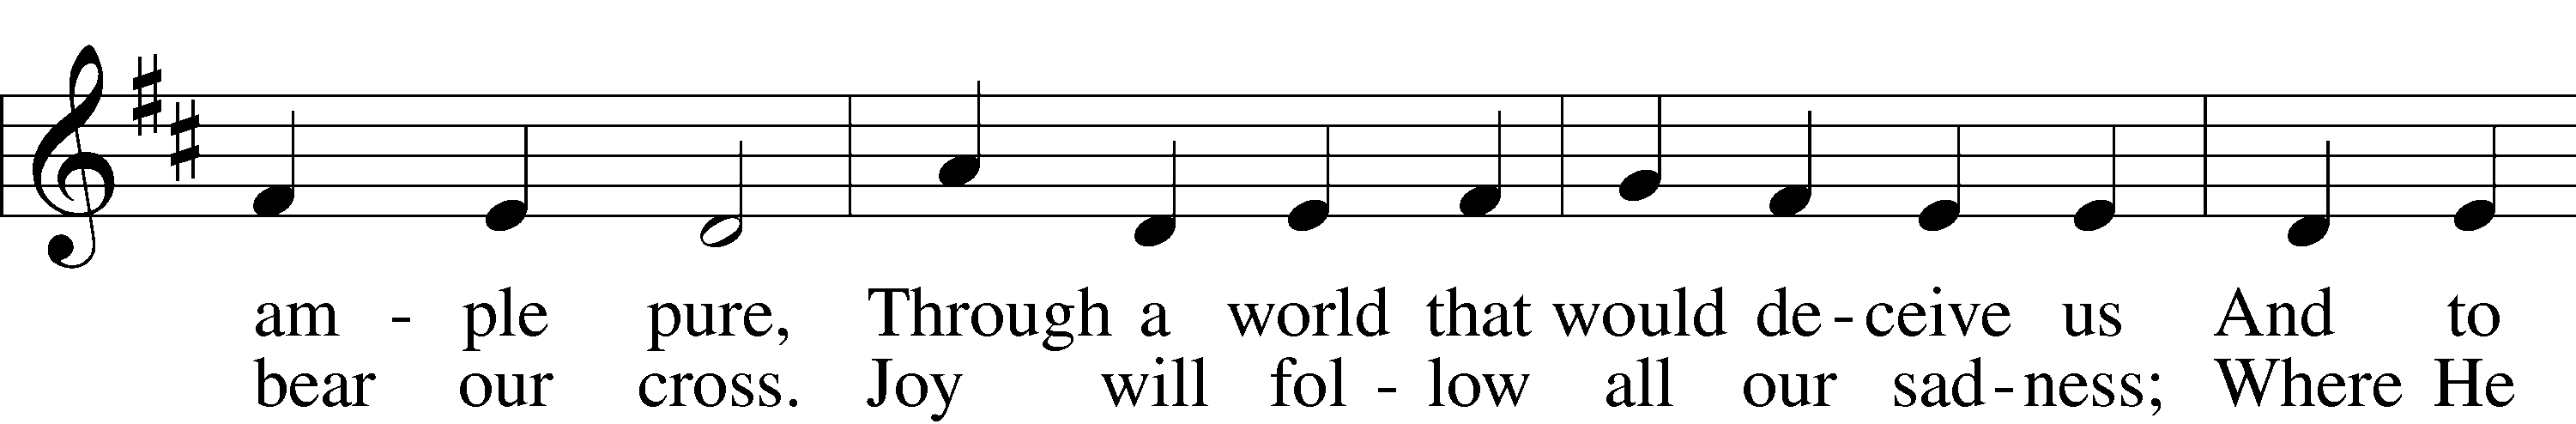 am - ple pure, Through a world that would de - ceive us And to
bear our cross. Joy will fol - low all our sad - ness; Where He